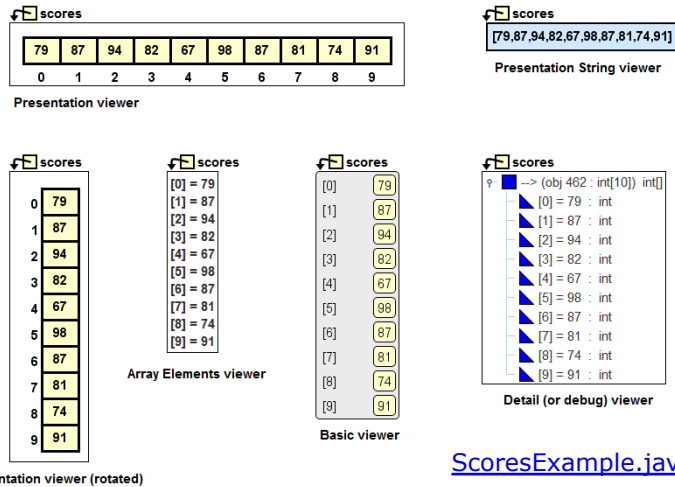 scores
79 87 94 82 67 98 87 81 74 91
0 1 2 3 4 5 6 7 8 9
Presentation viewer
scores
[79,87,94,82,67,98,87,81,74,91]
Presentation String viewer
scores
0 79
1 87
2 94
3 82
4 67
5 98
6 87
7 81
8 74
9 91
ntation viewer (rotated)
scores
[0] = 79
[1] = 87
[2] = 94
[3] = 82
[4] = 67
[5] = 98
[6] = 87
[7] = 81
[8] = 74
[9] = 91
Array Elements viewer
scores
[0] 79
[1] 87
[2] 94
[3] 82
[4] 67
[5] 98
[6] 87
[7] 81
[8] 74
[9] 91
Basic viewer
scores
--> (obj 462 : int[10]) int[]
[0] = 79 : int
[1] = 87 : int
[2] = 94 : int
[3] = 82 : int
[4] = 67 : int
[5] = 98 : int
[6] = 87 : int
[7] = 81 : int
[8] = 74 : int
[9] = 91 : int
Detail (or debug) viewer
ScoresExample.jav